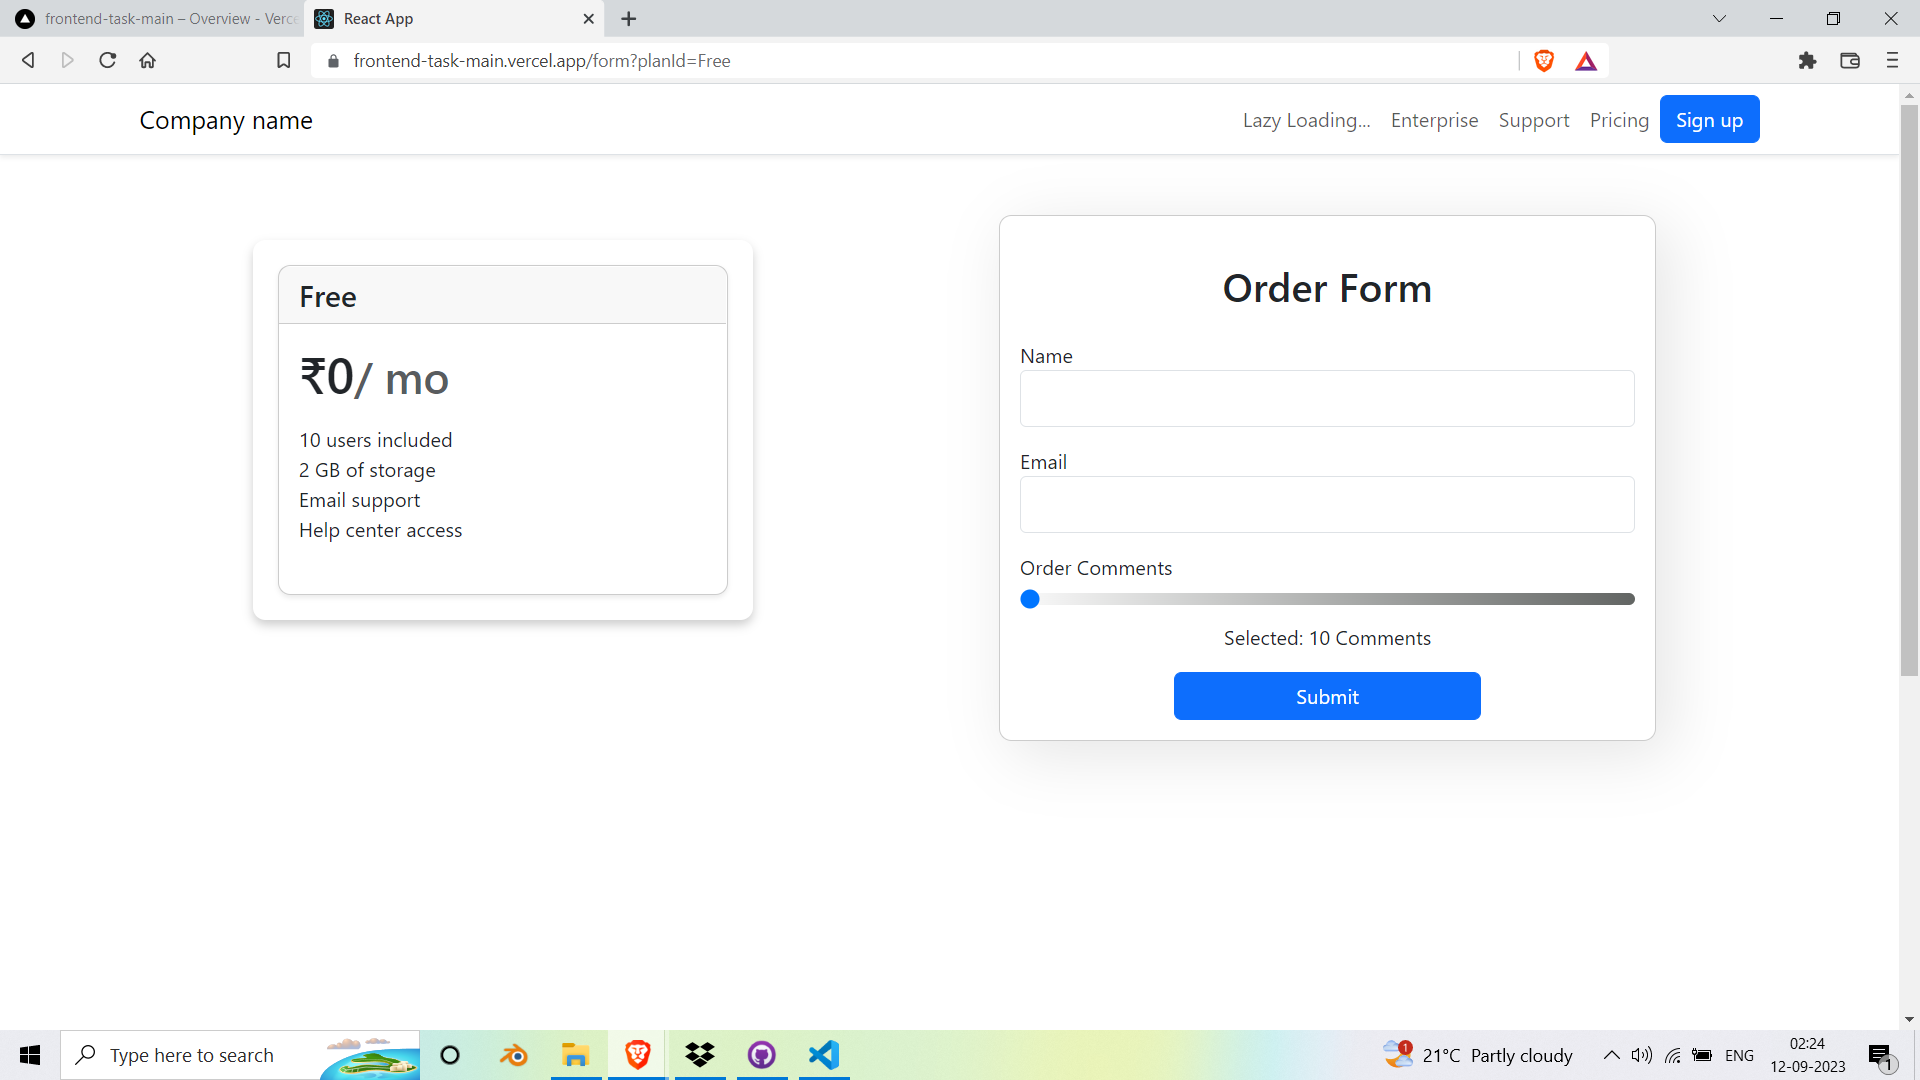 frontend-task-main – Overview - Verc
React App
frontend-task-main.vercel.app/form?planId=Free
Company name
Lazy Loading... Enterprise Support Pricing Sign up
Free
₹0/ mo
10 users included
2 GB of storage
Email support
Help center access
Order Form
Name
Email
Order Comments
Selected: 10 Comments
Submit
Type here to search
1
21°C Partly cloudy
ENG
02:24
12-09-2023
1